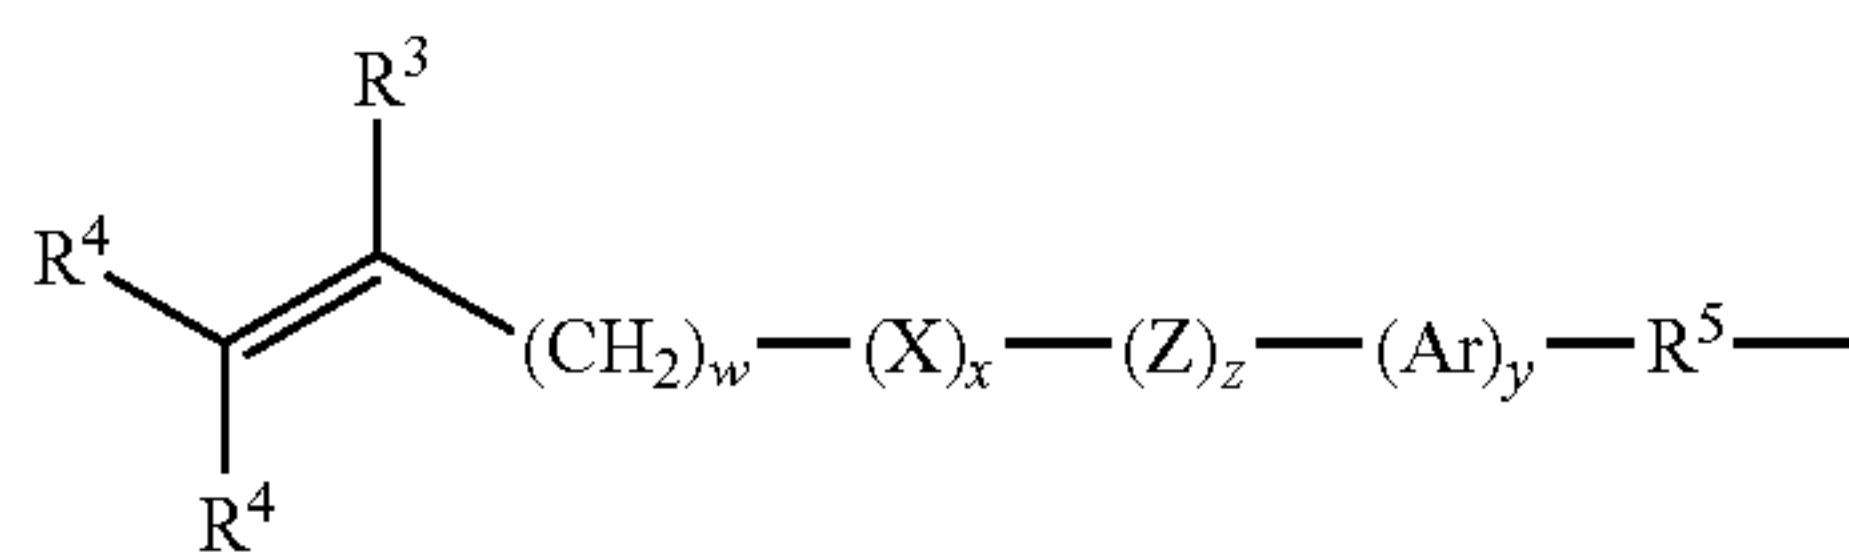 R³
R⁴
(CH₂)w—(X)x—(Z)z—(Ar)y—R⁵—
R⁴